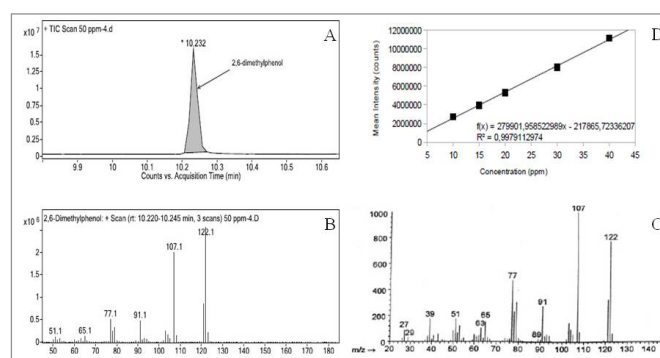 x10 7
+ TIC Scan 50 ppm-4.d
A
* 10.232
2,6-dimethylphenol
1.5
1.25
1
0.75
0.5
0.25
0
9.9 10 10.1 10.2 10.3 10.4 10.5 10.6
Counts vs. Acquisition Time (min)
D
Mean Intensity (counts)
12000000
10000000
8000000
6000000
4000000
2000000
0
f(x) = 279901,958522989x - 217865,72336207
R² = 0,9979112974
5 10 15 20 25 30 35 40 45
Concentration (ppm)
x10 6
2,6-Dimethylphenol: + Scan (rt: 10.220-10.245 min, 3 scans) 50 ppm-4.D
B
122.1
107.1
77.1
91.1
51.1
65.1
2
1.5
1
0.5
0
50 60 70 80 90 100 110 120 130 140 150 160 170 180
C
1000
800
600
400
200
0
107
122
77
91
39
51
65
63
89
27
29
m/z → 20 30 40 50 60 70 80 90 100 110 120 130 140